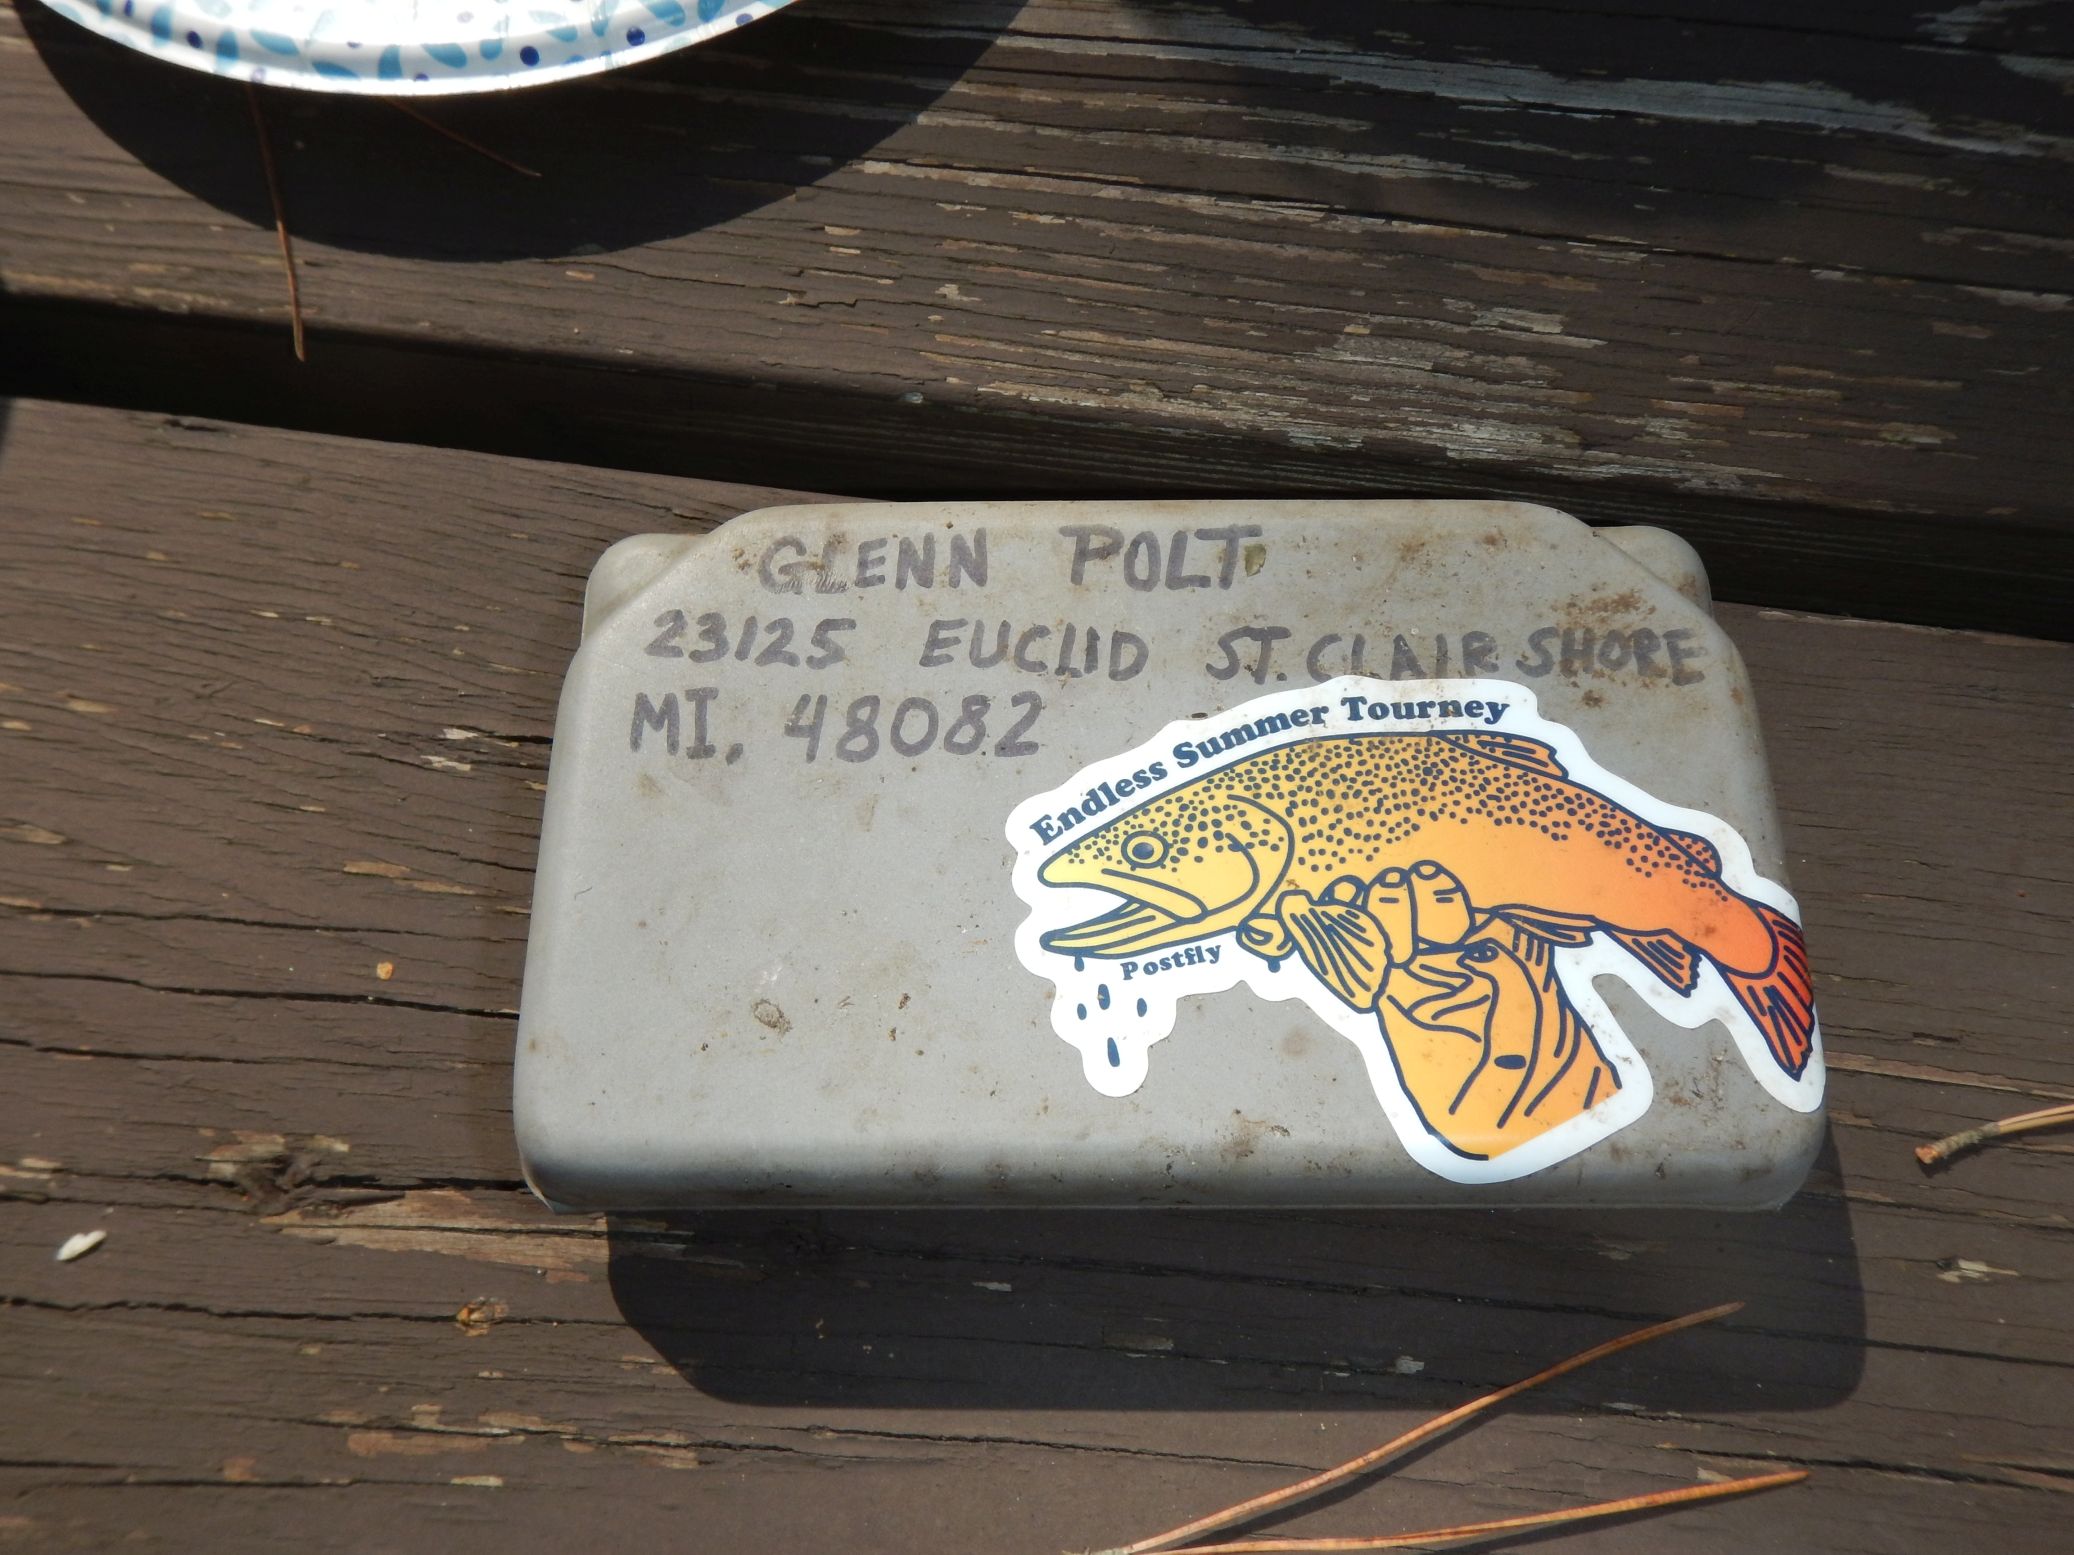 GLENN POLT
23125 EUCLID ST. CLAIR SHORE
MI. 48082
Endless Summer Tourney
Postfly